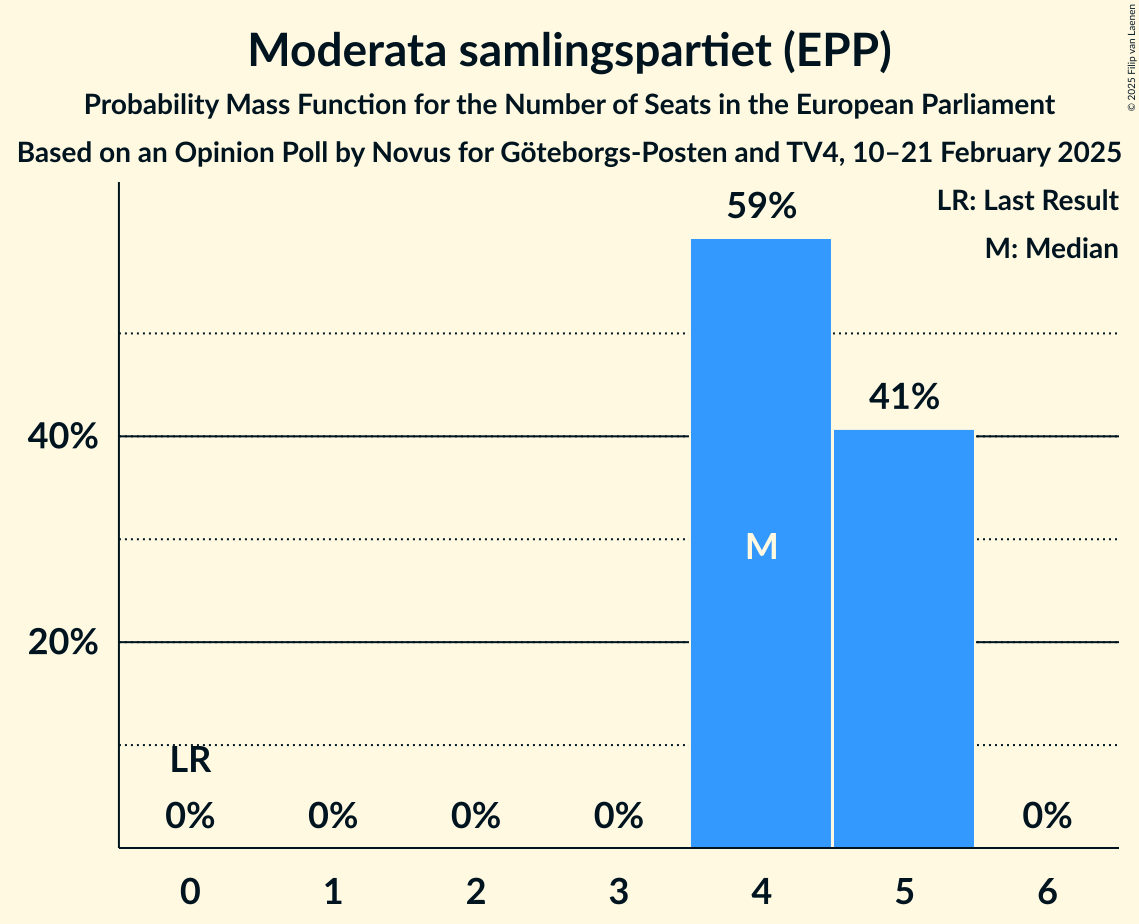 Moderata samlingspartiet (EPP)
Probability Mass Function for the Number of Seats in the European Parliament
Based on an Opinion Poll by Novus for Göteborgs-Posten and TV4, 10–21 February 2025
© 2025 Filip van Laenen
LR: Last Result
M: Median
59%
41%
40%
M
20%
LR
0% 0% 0% 0% 0%
0 1 2 3 4 5 6